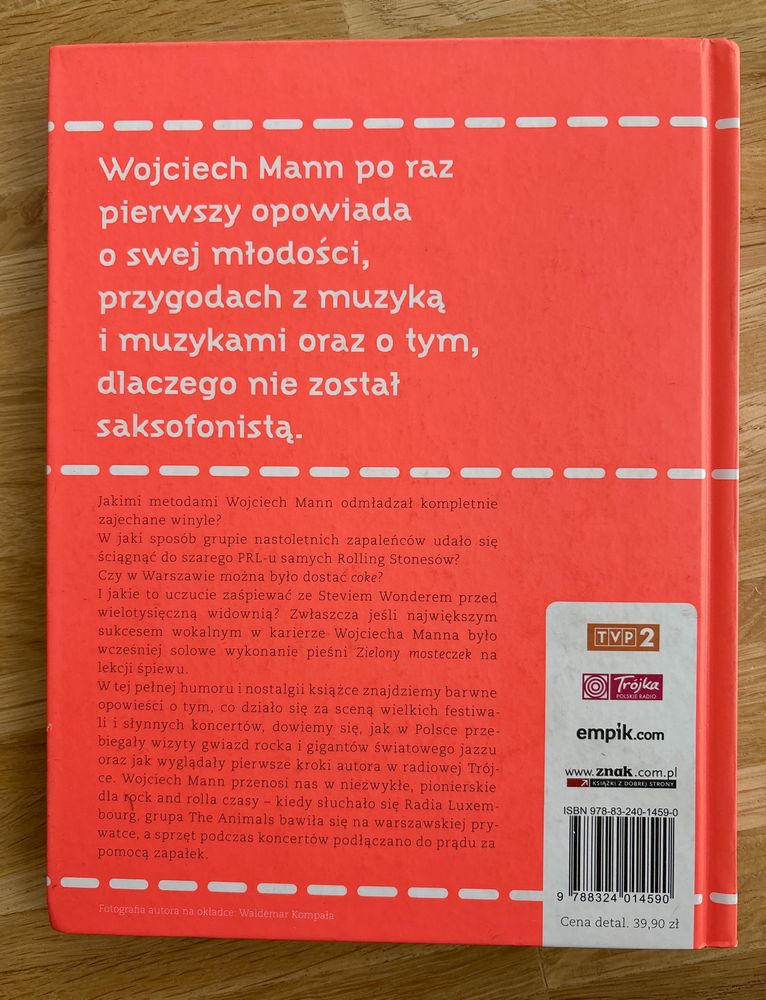 Wojciech Mann po raz
pierwszy opowiada
o swej młodości,
przygodach z muzyką
i muzykami oraz o tym,
dlaczego nie został
saksofonistą.
Jakimi metodami Wojciech Mann odmładzał kompletnie
zajechane winyle?
W jaki sposób grupie nastoletnich zapaleńców udało się
ściągnąć do szarego PRL-u samych Rolling Stonesów?
Czy w Warszawie można było dostać coke?
I jakie to uczucie zaśpiewać ze Steviem Wonderem przed
wielotysięczną widownią? Zwłaszcza jeśli największym
sukcesem wokalnym w karierze Wojciecha Manna było
wcześniej solowe wykonanie pieśni Zielony mosteczek na
lekcji śpiewu.
W tej pełnej humoru i nostalgii książce znajdziemy barwne
opowieści o tym, co działo się za sceną wielkich festiwa-
li i słynnych koncertów, dowiemy się, jak w Polsce prze-
biegały wizyty gwiazd rocka i gigantów światowego jazzu
oraz jak wyglądały pierwsze kroki autora w radiowej Trój-
ce. Wojciech Mann przenosi nas w niezwykłe, pionierskie
dla rock and rolla czasy – kiedy słuchało się Radia Luxem-
bourg, grupa The Animals bawiła się na warszawskiej pry-
watce, a sprzęt podczas koncertów podłączano do prądu za
pomocą zapałek.
Fotografia autora na okładce: Waldemar Kompała
TVP2
Trójka
POLSKIE RADIO
empik.com
www.znak.com.pl
KSIĄŻKI Z DOBREJ STRONY
ISBN 978-83-240-1459-0
9 788324 014590
Cena detal. 39,90 zł